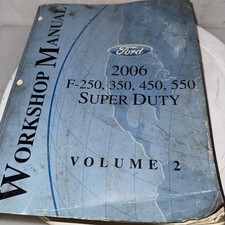 WORKSHOP MANUAL
Ford
2006
F-250, 350, 450, 550
SUPER DUTY
VOLUME 2